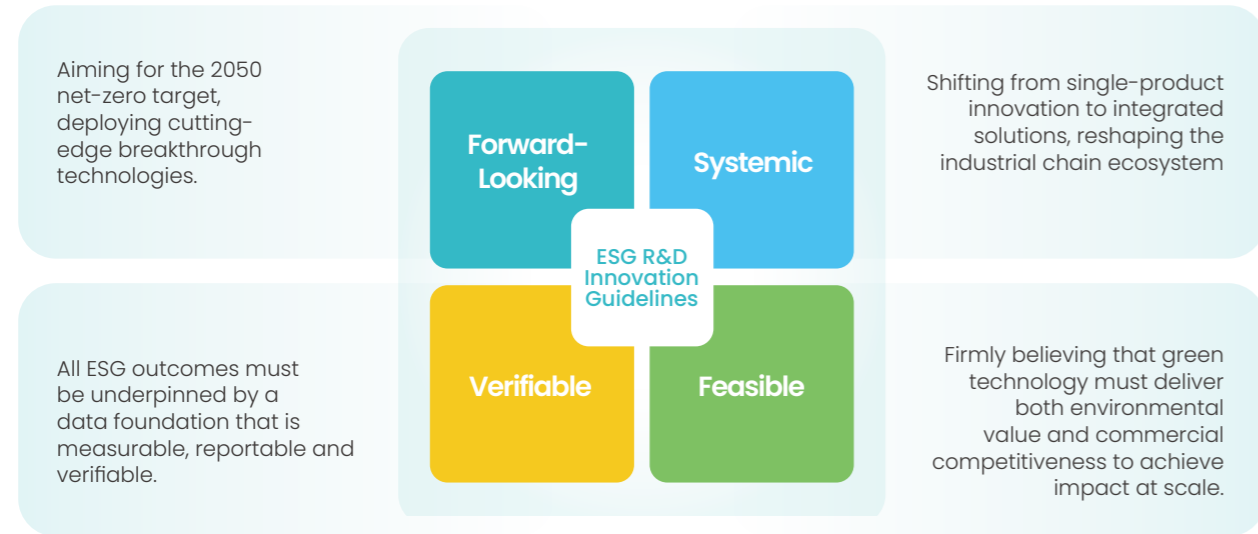 Aiming for the 2050
net-zero target,
deploying cutting-
edge breakthrough
technologies.
Forward-
Looking
Systemic
Shifting from single-product
innovation to integrated
solutions, reshaping the
industrial chain ecosystem
ESG R&D
Innovation
Guidelines
All ESG outcomes must
be underpinned by a
data foundation that is
measurable, reportable and
verifiable.
Verifiable
Feasible
Firmly believing that green
technology must deliver
both environmental
value and commercial
competitiveness to achieve
impact at scale.